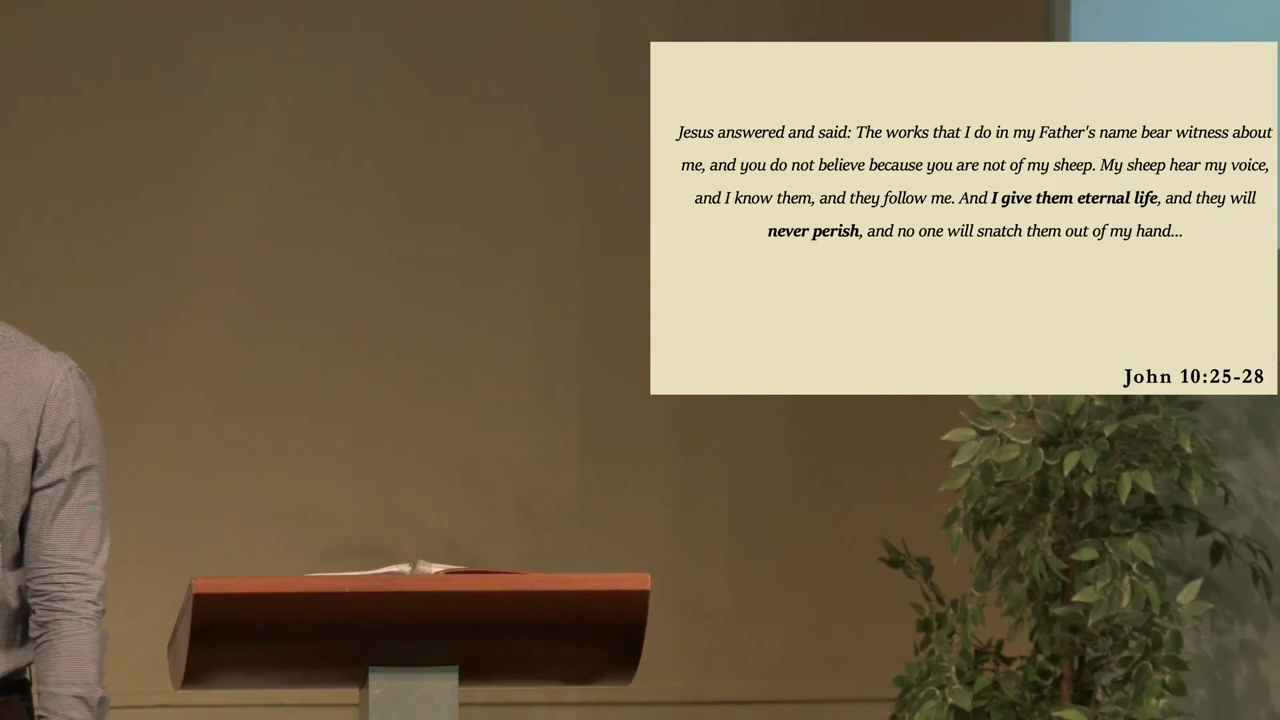 Jesus answered and said: The works that I do in my Father's name bear witness about
me, and you do not believe because you are not of my sheep. My sheep hear my voice,
and I know them, and they follow me. And I give them eternal life, and they will
never perish, and no one will snatch them out of my hand...
John 10:25-28